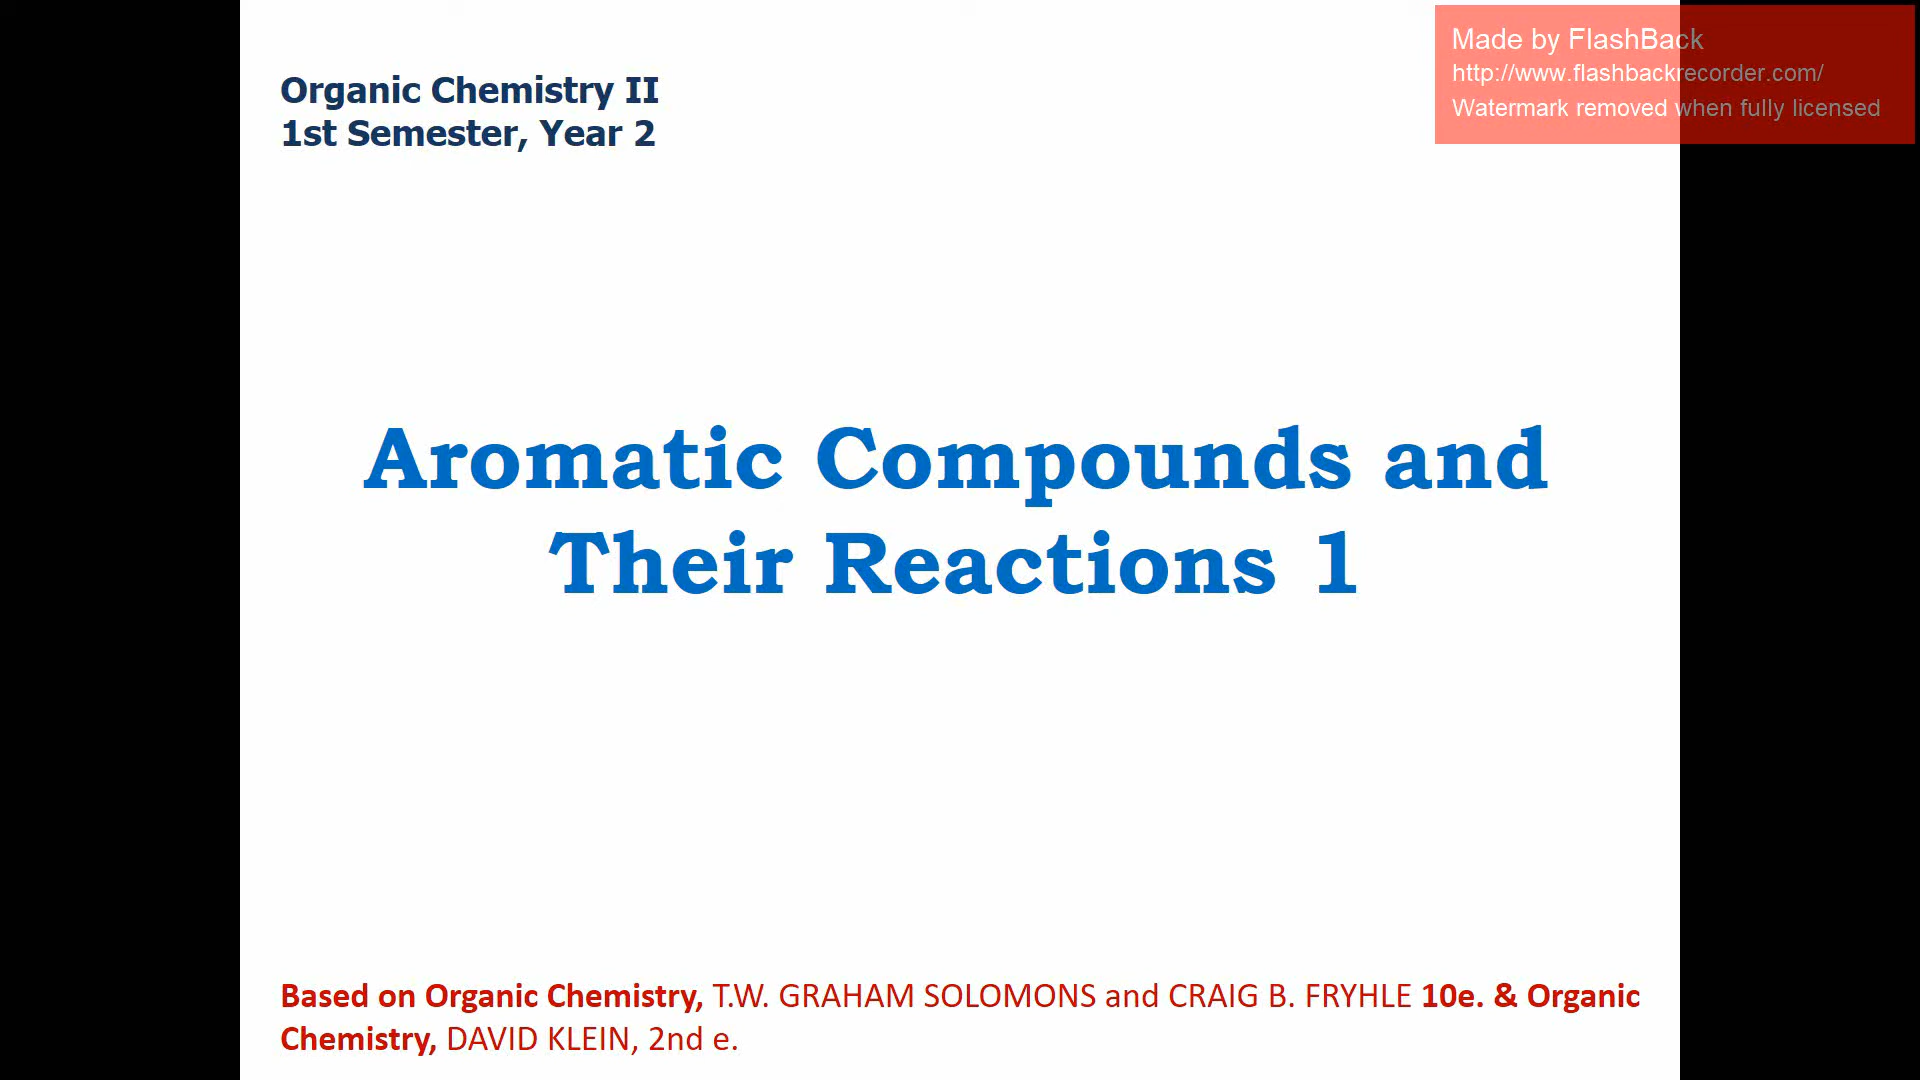 Organic Chemistry II
1st Semester, Year 2
Made by FlashBack
http://www.flashbackrecorder.com/
Watermark removed when fully licensed
Aromatic Compounds and
Their Reactions 1
Based on Organic Chemistry, T.W. GRAHAM SOLOMONS and CRAIG B. FRYHLE 10e. & Organic
Chemistry, DAVID KLEIN, 2nd e.